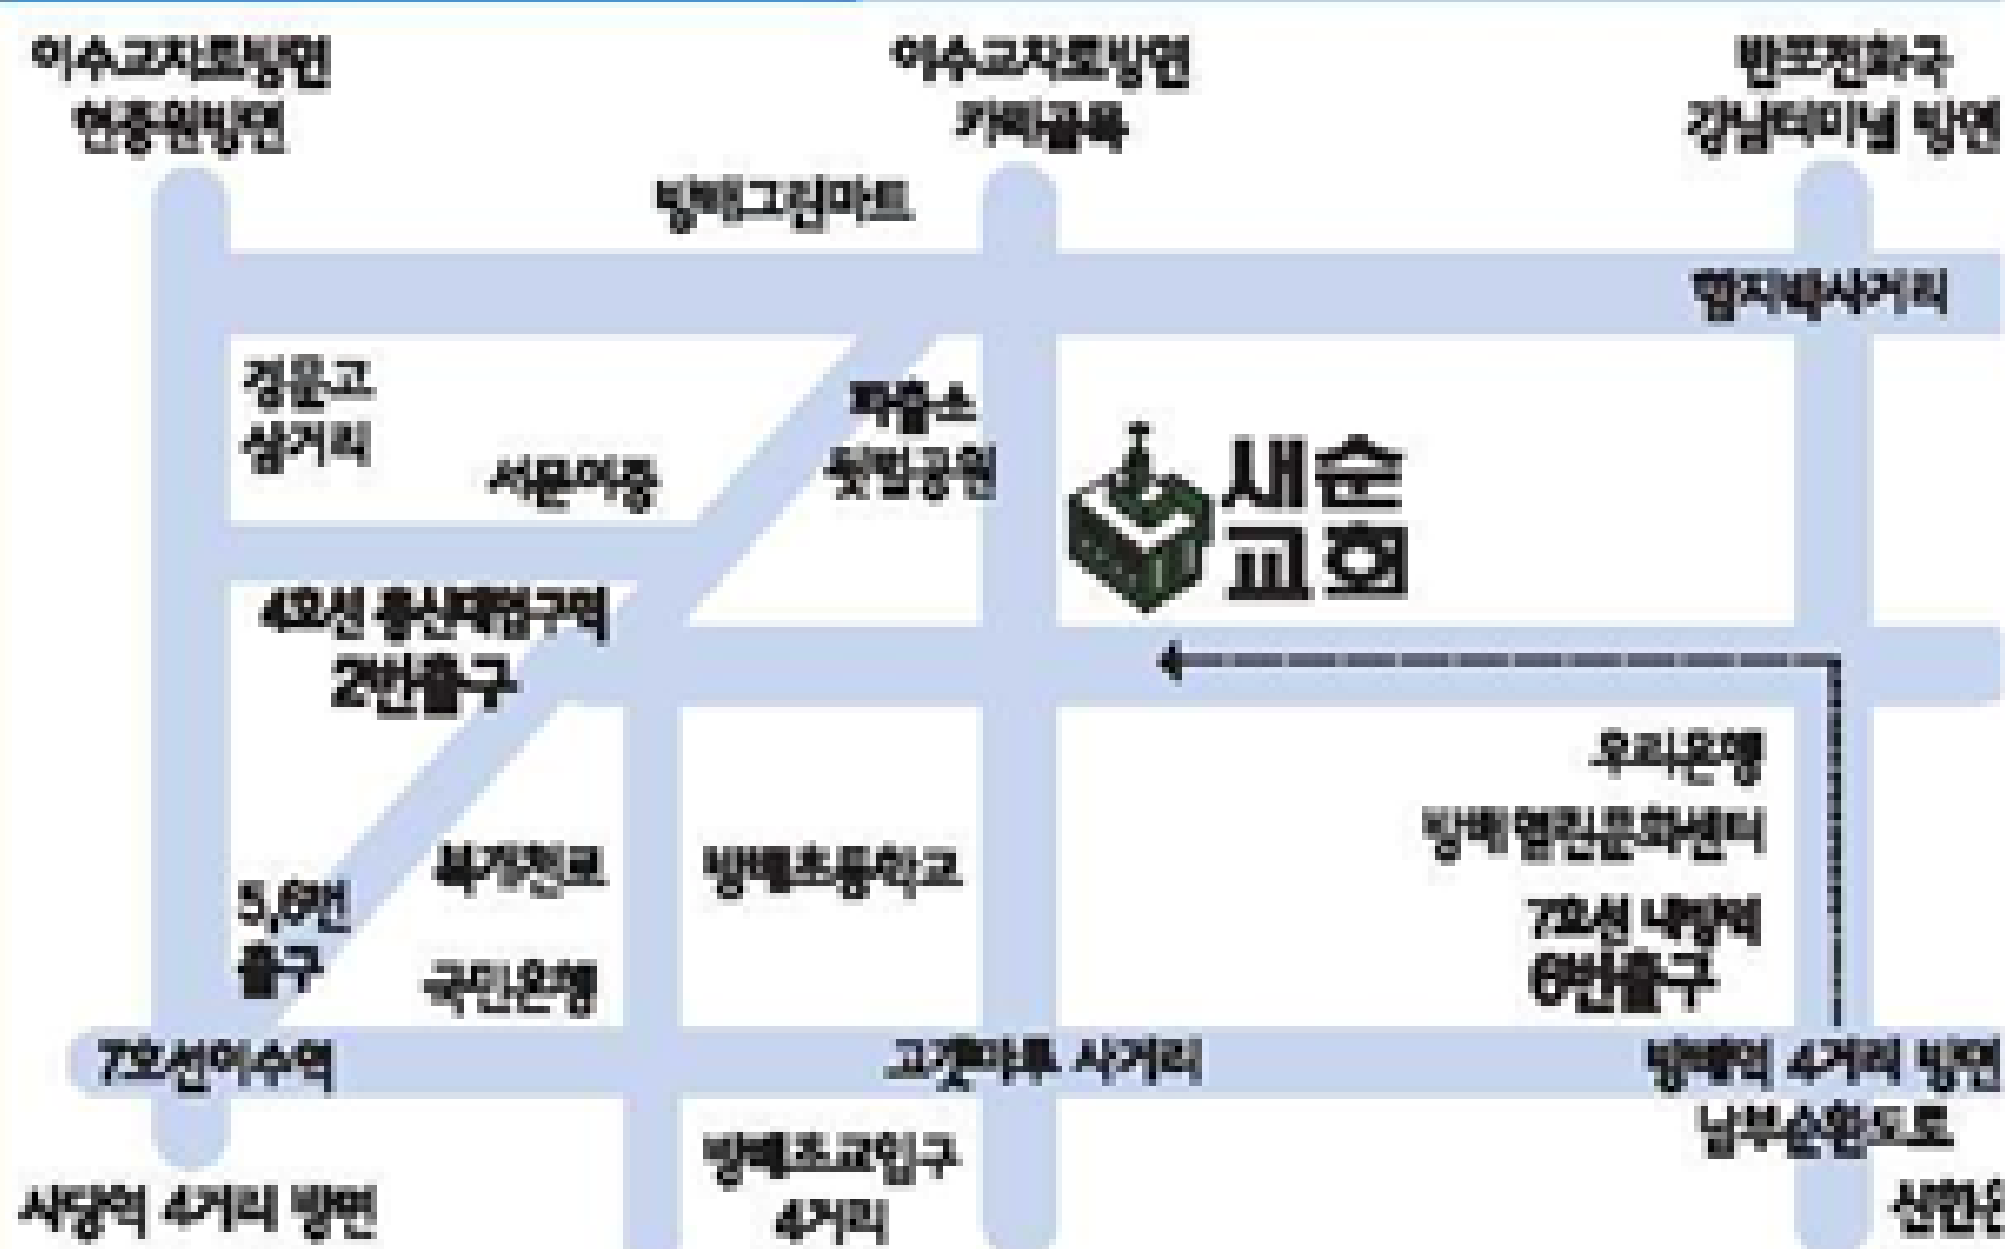 이수교차로방면
현충원방면
이수교차로방면
카페골목
반포전화국
강남터미널 방면
방배그린마트
함지박사거리
경문고
삼거리
파출소
뒷벌공원
서문여중
새순
교회
4호선 총신대입구역
2번출구
우리은행
방배열린문화센터
복개천로
방배초등학교
5,6번
출구
7호선 내방역
6번출구
국민은행
7호선이수역
고갯마루 사거리
방배역 4거리 방면
남부순환도로
방배초교입구
4거리
사당역 4거리 방면
신한은